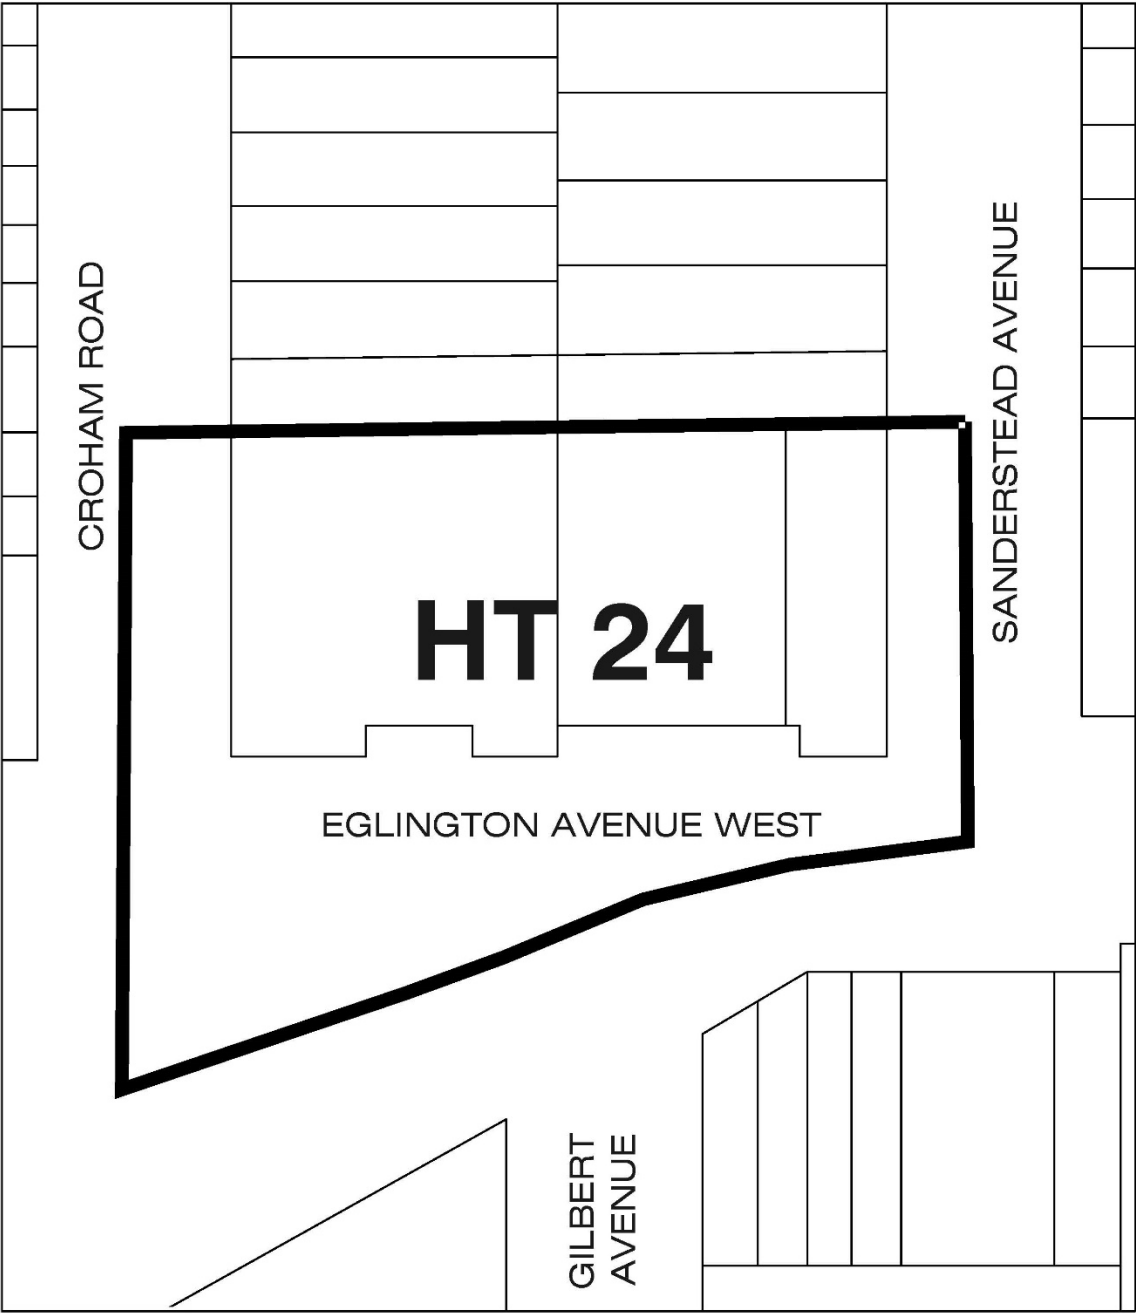 CROHAM ROAD
SANDERSTEAD AVENUE
HT 24
EGLINGTON AVENUE WEST
GILBERT
AVENUE